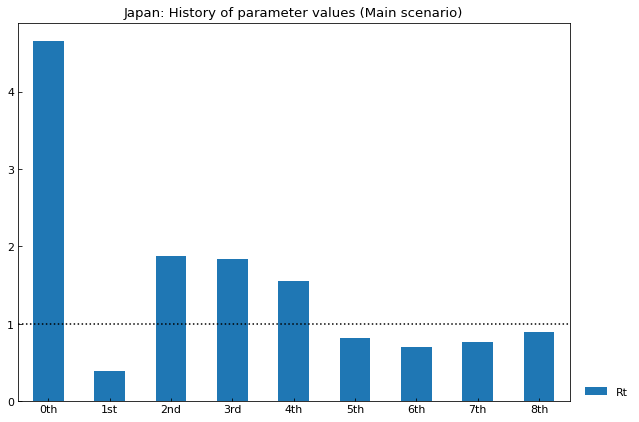 Japan: History of parameter values (Main scenario)
4
3
2
1
0
0th 1st 2nd 3rd 4th 5th 6th 7th 8th
Rt